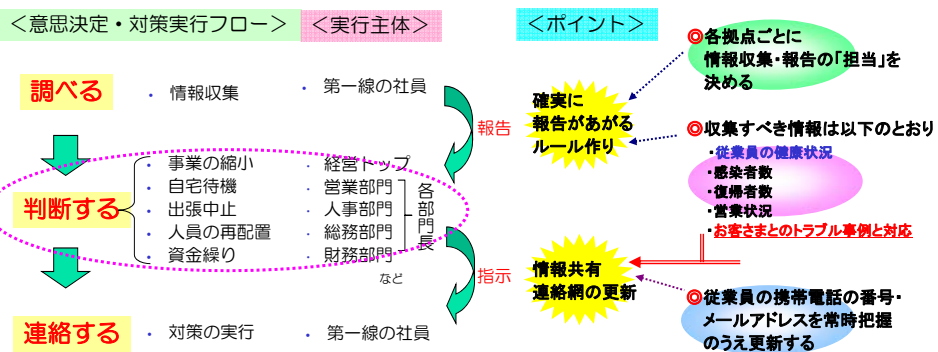 ＜意思決定・対策実行フロー＞
＜実行主体＞
＜ポイント＞
調べる
・ 情報収集
・ 第一線の社員
報告
確実に
報告があがる
ルール作り
◎各拠点ごとに
情報収集・報告の「担当」を
決める
◎収集すべき情報は以下のとおり
・従業員の健康状況
・感染者数
・復帰者数
・営業状況
・お客さまとのトラブル事例と対応
判断する
・ 事業の縮小
・ 自宅待機
・ 出張中止
・ 人員の再配置
・ 資金繰り
・ 経営トップ
・ 営業部門
・ 人事部門
・ 総務部門
・ 財務部門
など
各部門長
指示
情報共有
連絡網の更新
◎従業員の携帯電話の番号・
メールアドレスを常時把握
のうえ更新する
連絡する
・ 対策の実行
・ 第一線の社員